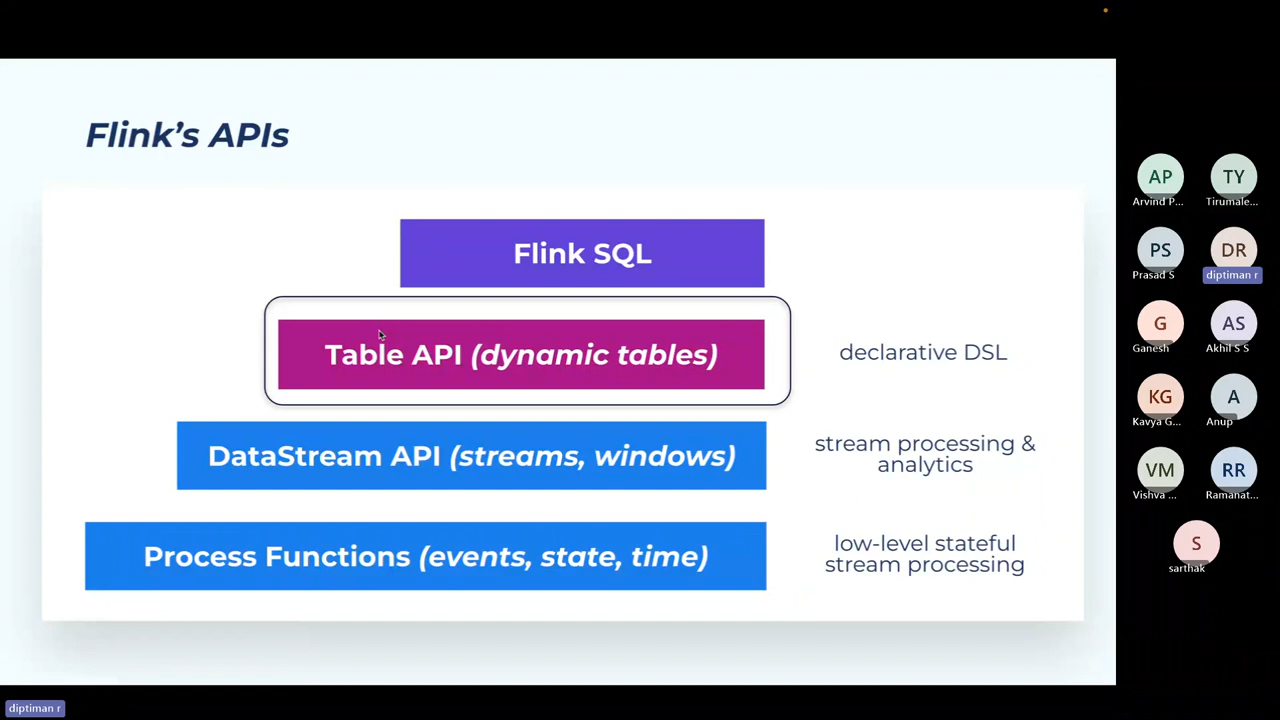 Flink's APIs
Flink SQL
Table API (dynamic tables)
declarative DSL
DataStream API (streams, windows)
stream processing &
analytics
Process Functions (events, state, time)
low-level stateful
stream processing
AP
Arvind P...
TY
Tirumale...
PS
Prasad S
DR
diptiman r
G
Ganesh
AS
Akhil S S
KG
Kavya G...
A
Anup
VM
Vishva ...
RR
Ramanat...
S
sarthak
diptiman r